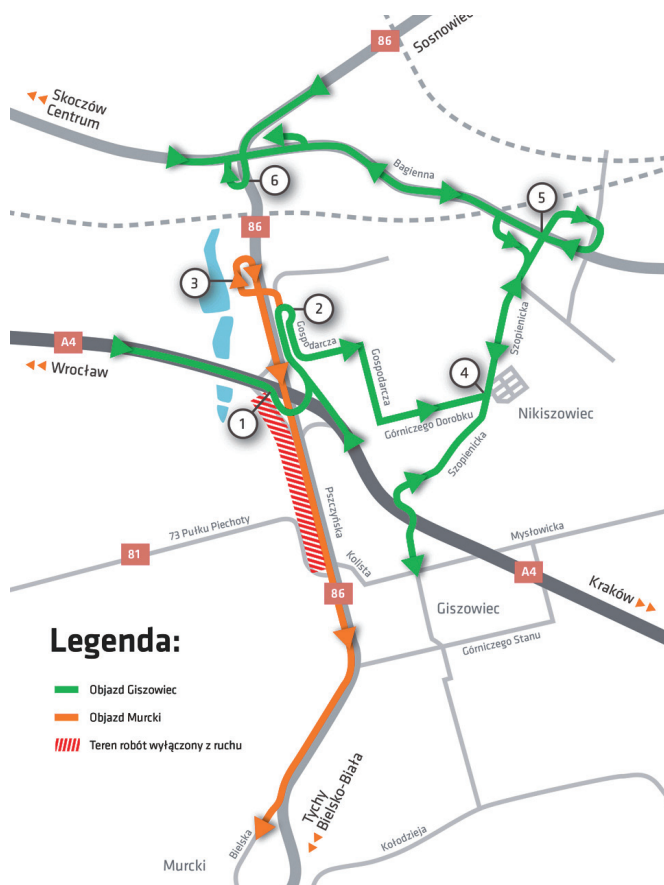 86
Sosnowiec
Skoczów
Centrum
Bagienna
6
5
86
3
2
Gospodarcza
Gospodarcza
Szopienicka
A4
Wrocław
4
Nikiszowiec
1
Górniczego Dorobku
Szopienicka
Pszczyńska
73 Pułku Piechoty
Mysłowicka
81
Kolista
A4
Kraków
86
Giszowiec
Górniczego Stanu
Legenda:
Objazd Giszowiec
Objazd Murcki
Teren robót wyłączony z ruchu
Tychy
Bielsko-Biała
Bielska
Kołodzieja
Murcki